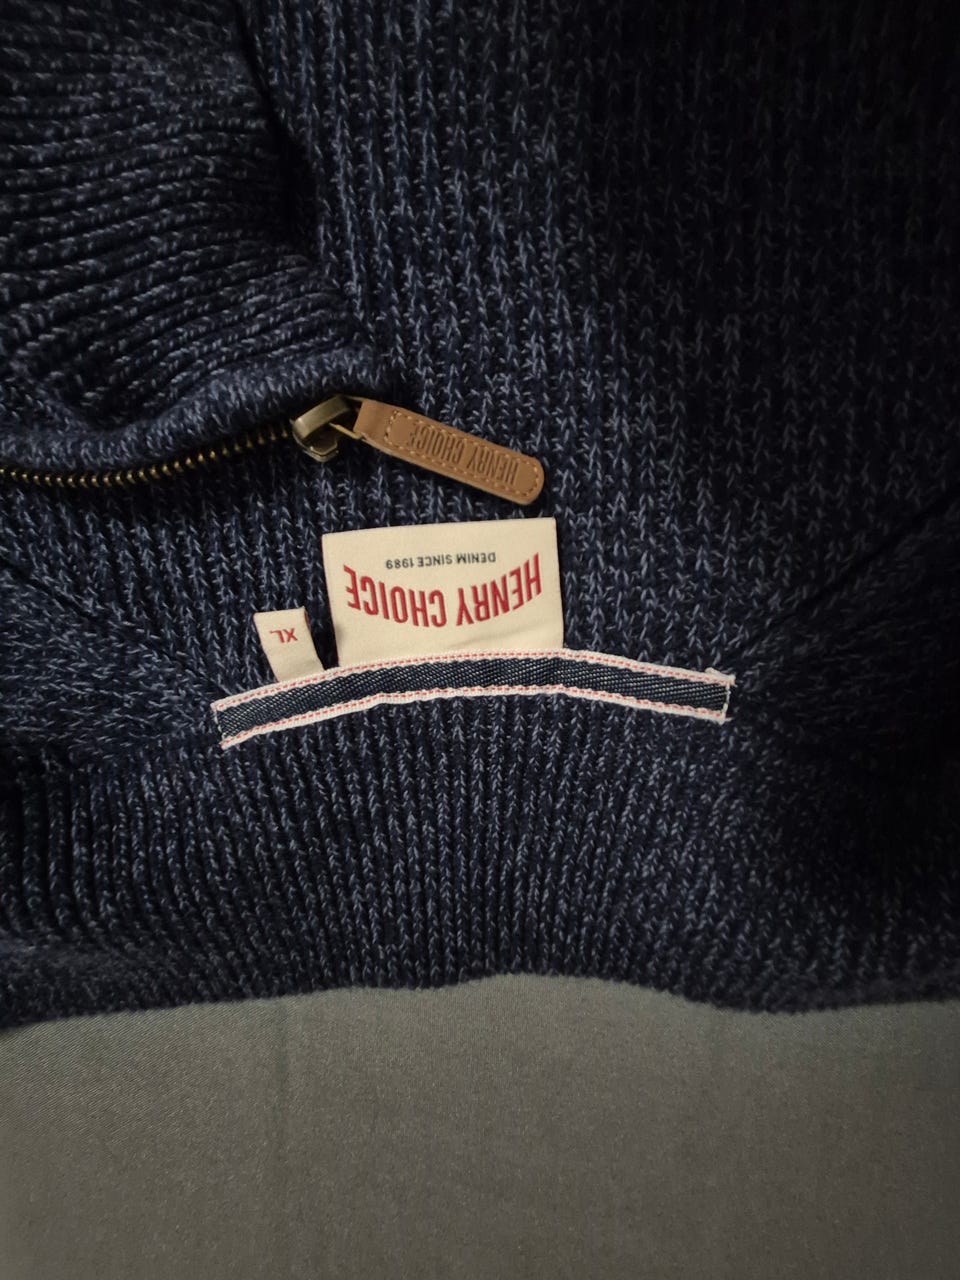 HENRY CHOICE
HENRY CHOICE
DENIM SINCE 1989
XL